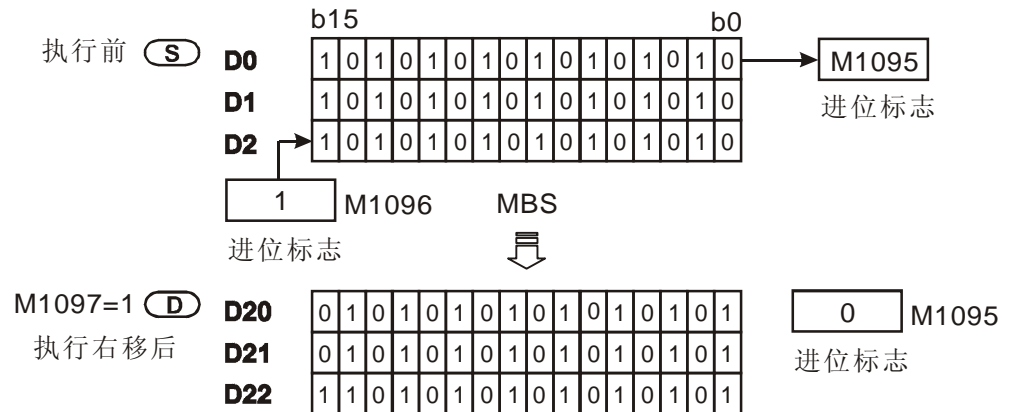 b15 b0
执行前 S D0 1 0 1 0 1 0 1 0 1 0 1 0 1 0 1 0 M1095
D1 1 0 1 0 1 0 1 0 1 0 1 0 1 0 1 0 进位标志
D2 1 0 1 0 1 0 1 0 1 0 1 0 1 0 1 0
1 M1096 MBS
进位标志
M1097=1 D D20 0 1 0 1 0 1 0 1 0 1 0 1 0 1 0 1 0 M1095
执行右移后 D21 0 1 0 1 0 1 0 1 0 1 0 1 0 1 0 1 进位标志
D22 1 1 0 1 0 1 0 1 0 1 0 1 0 1 0 1